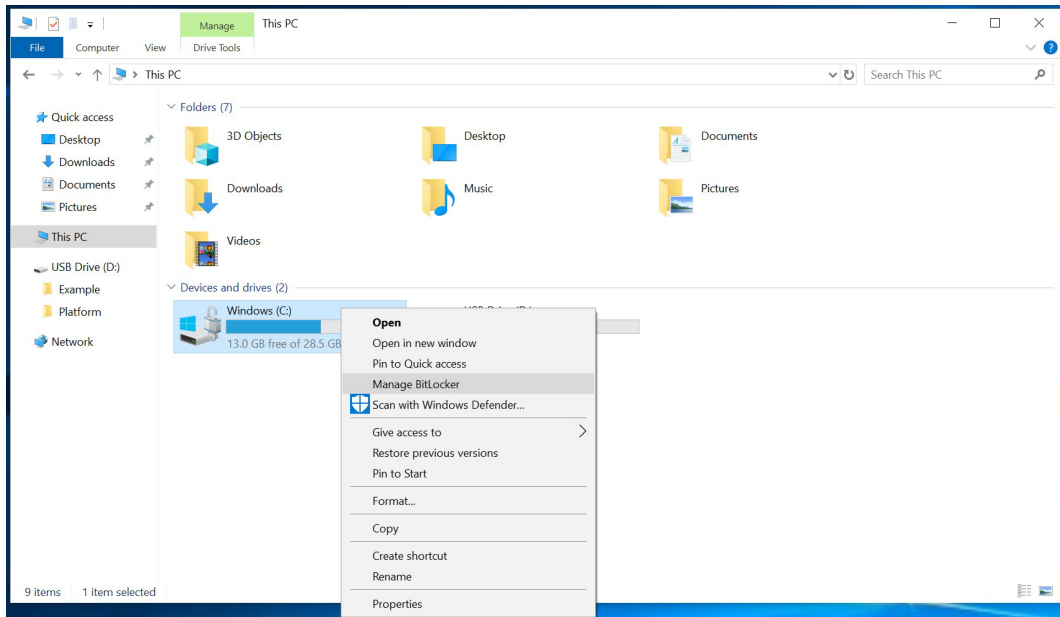 Manage
This PC
File
Computer
View
Drive Tools
This PC
Search This PC
Quick access
Desktop
Downloads
Documents
Pictures
This PC
USB Drive (D:)
Example
Platform
Network
Folders (7)
3D Objects
Desktop
Documents
Downloads
Music
Pictures
Videos
Devices and drives (2)
Windows (C:)
13.0 GB free of 28.5 GB
Open
Open in new window
Pin to Quick access
Manage BitLocker
Scan with Windows Defender...
Give access to
Restore previous versions
Pin to Start
Format...
Copy
Create shortcut
Rename
Properties
9 items
1 item selected